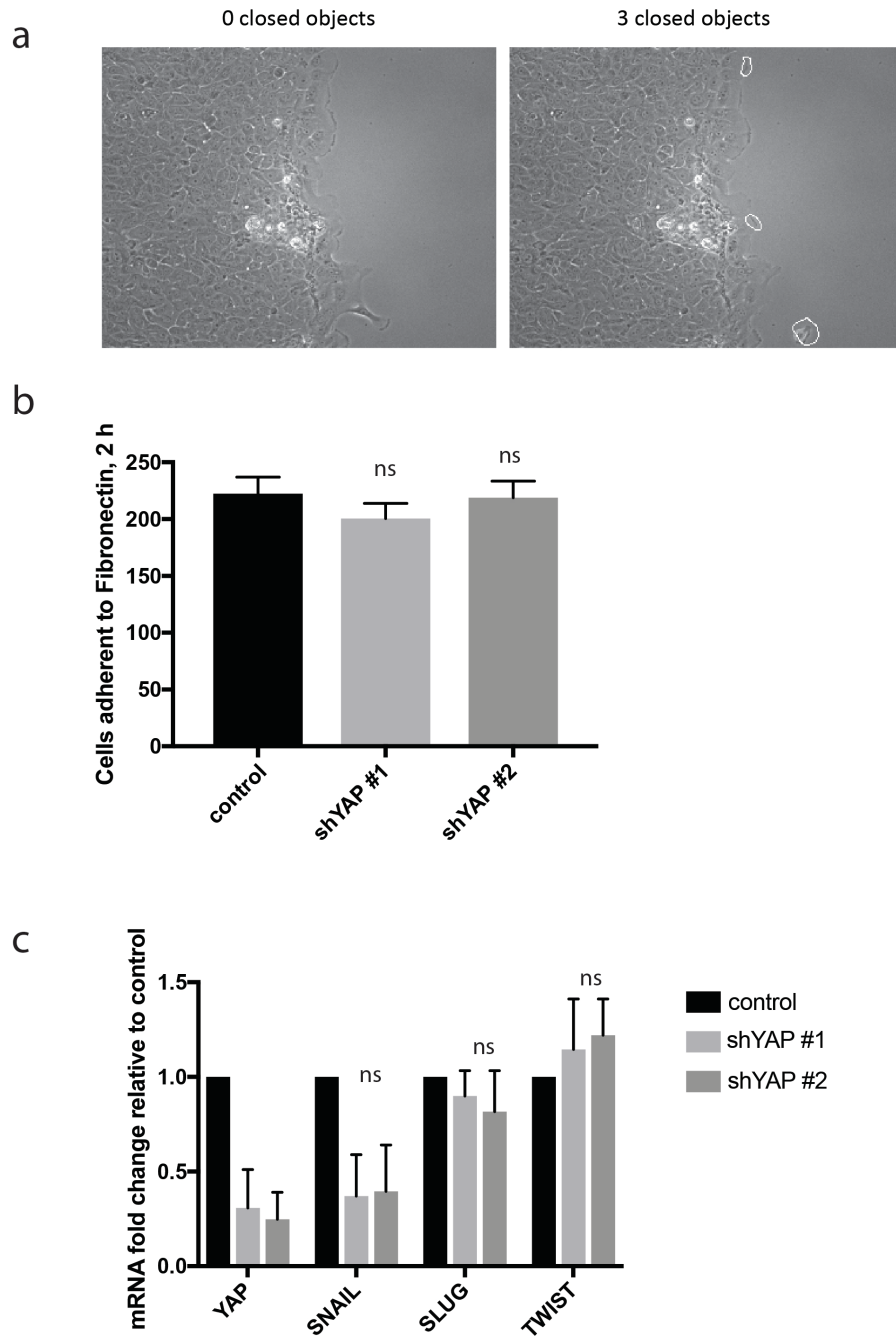 a
0 closed objects
3 closed objects
b
Cells adherent to Fibronectin, 2 h
250
200
150
100
50
0
ns
ns
control
shYAP #1
shYAP #2
c
mRNA fold change relative to control
1.5
1.0
0.5
0.0
ns
ns
ns
YAP
SNAIL
SLUG
TWIST
control
shYAP #1
shYAP #2